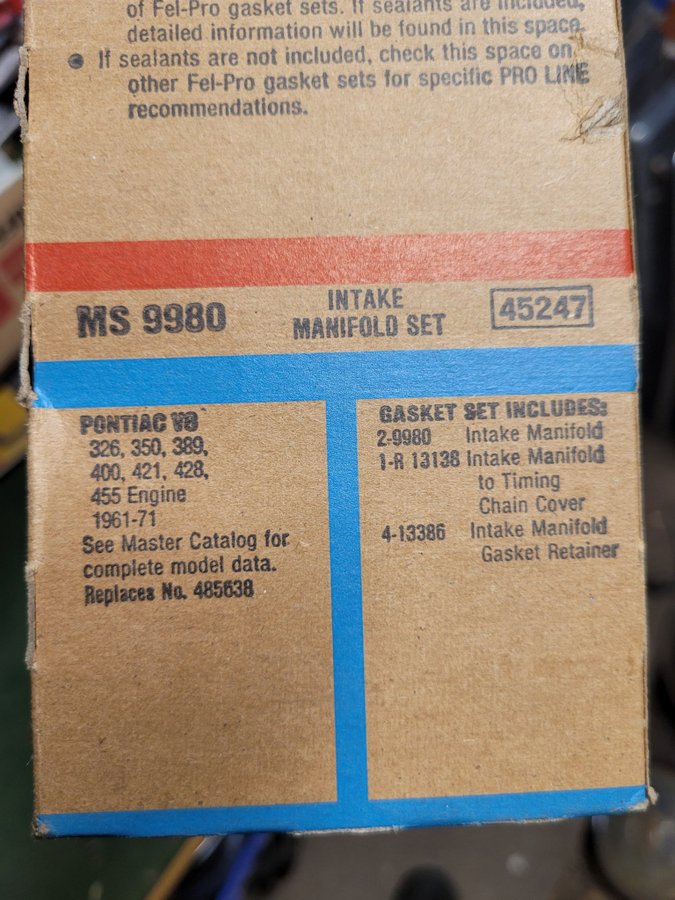 of Fel-Pro gasket sets. If sealants are included,
detailed information will be found in this space.
● If sealants are not included, check this space on
other Fel-Pro gasket sets for specific PRO LINE
recommendations.
MS 9980
INTAKE
MANIFOLD SET
45247
PONTIAC V8
326, 350, 389,
400, 421, 428,
455 Engine
1961-71
See Master Catalog for
complete model data.
Replaces No. 485638
GASKET SET INCLUDES:
2-9980 Intake Manifold
1-R 13138 Intake Manifold
to Timing
Chain Cover
4-13386 Intake Manifold
Gasket Retainer